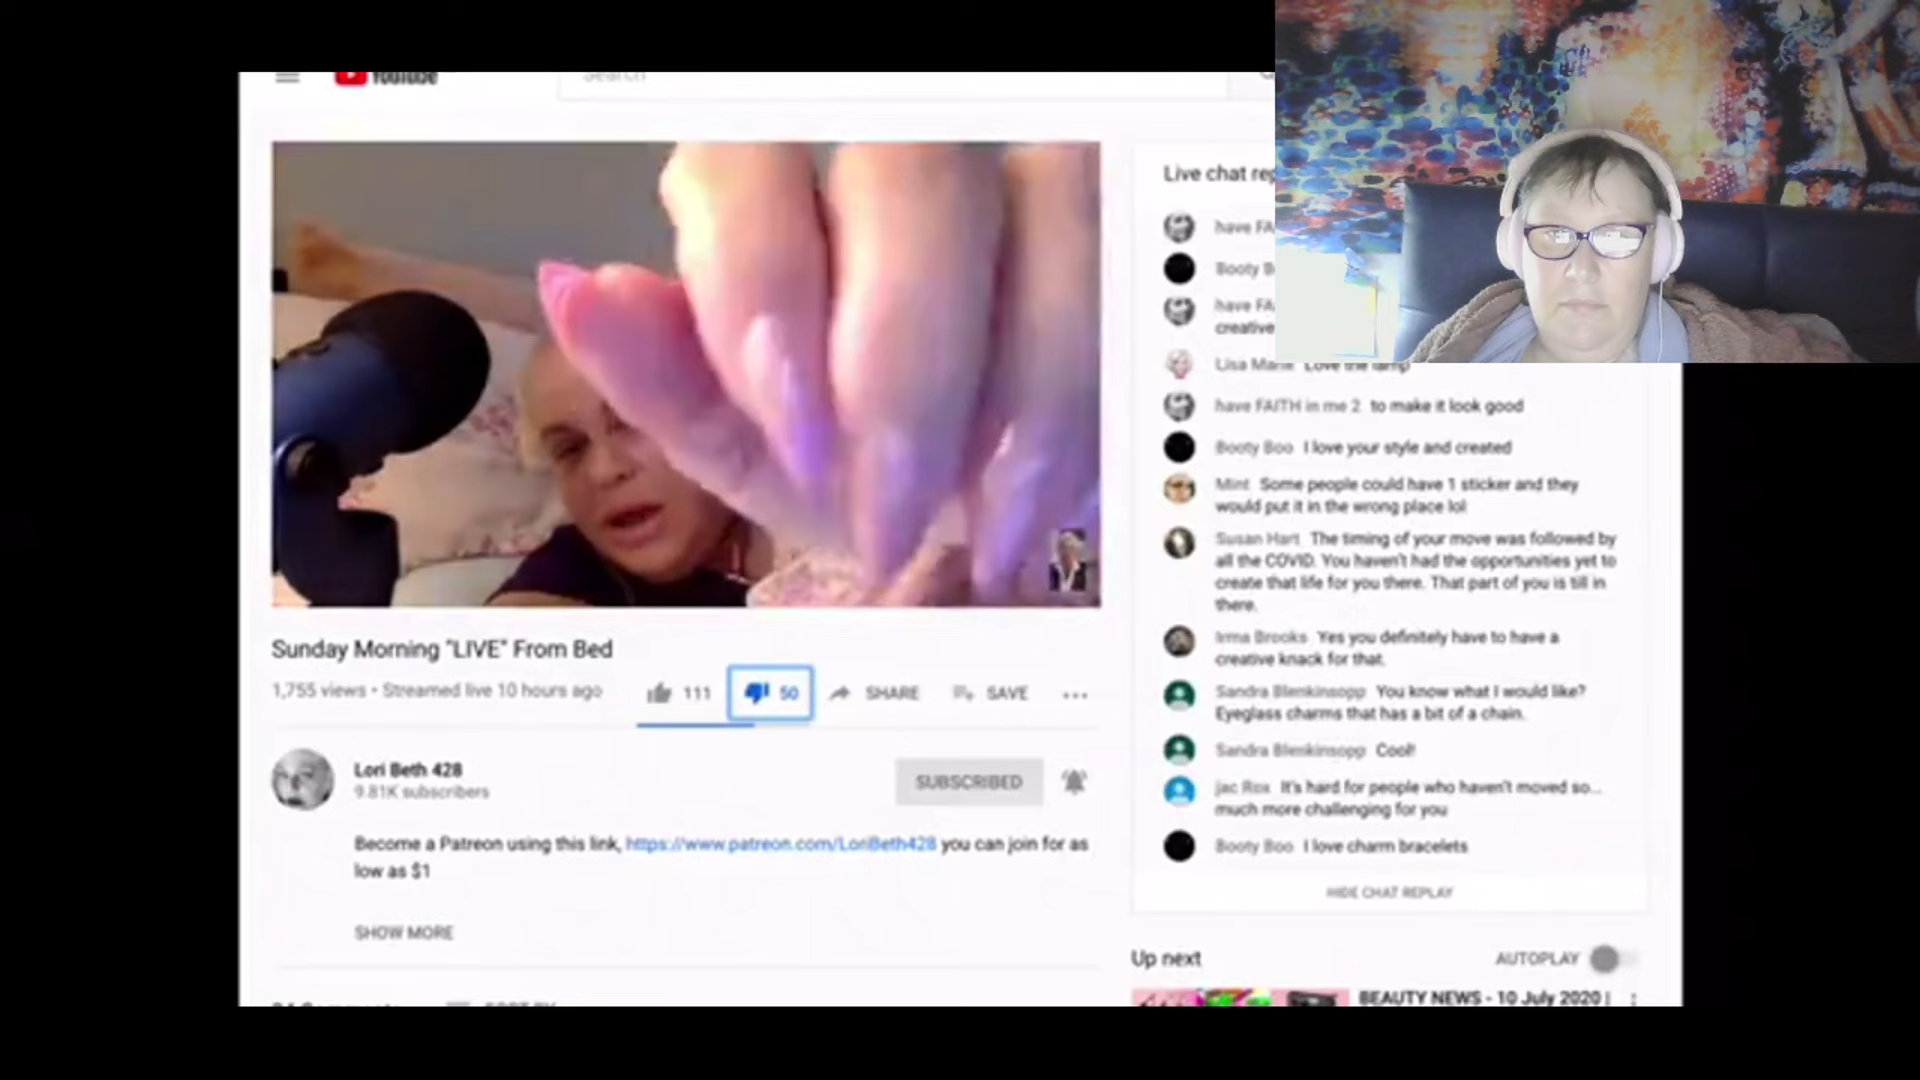 YouTube
Search
Live chat rep
have FA
Booty B
have FA
creative
Lisa Marie Love the lamp
have FAITH in me 2 to make it look good
Booty Boo I love your style and created
Mint Some people could have 1 sticker and they
would put it in the wrong place lol
Susan Hart The timing of your move was followed by
all the COVID. You haven't had the opportunities yet to
create that life for you there. That part of you is till in
there.
Irma Brooks Yes you definitely have to have a
creative knack for that.
Sandra Blenkinsopp You know what I would like?
Eyeglass charms that has a bit of a chain.
Sandra Blenkinsopp Cool!
jac Rox It's hard for people who haven't moved so...
much more challenging for you
Booty Boo I love charm bracelets
HIDE CHAT REPLAY
Sunday Morning "LIVE" From Bed
1,755 views • Streamed live 10 hours ago
111
50
SHARE
SAVE
Lori Beth 428
9.81K subscribers
SUBSCRIBED
Become a Patreon using this link, https://www.patreon.com/LoriBeth428 you can join for as
low as $1
SHOW MORE
Up next
AUTOPLAY
BEAUTY NEWS - 10 July 2020 |